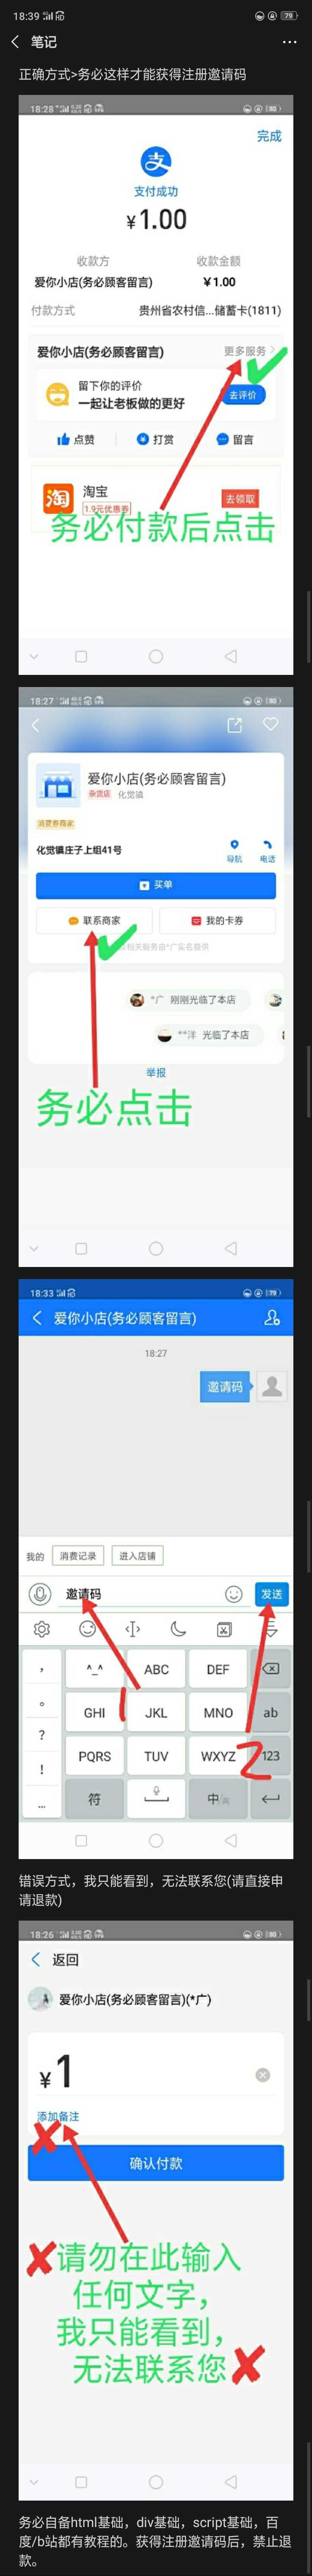 18:39
79
笔记
正确方式>务必这样才能获得注册邀请码
18:28
80
完成
支付成功
¥1.00
收款方 收款金额
爱你小店(务必顾客留言) ¥1.00
付款方式 贵州省农村信...储蓄卡(1811)
爱你小店(务必顾客留言) 更多服务
留下你的评价
一起让老板做的更好
去评价
点赞 打赏 留言
淘宝
1.9元优惠券
去领取
务必付款后点击
18:27
80
爱你小店(务必顾客留言)
杂货店 化觉镇
消费券商家
化觉镇庄子上组41号
导航 电话
买单
联系商家 我的卡券
相关服务由*广实名提供
*广 刚刚光临了本店
**洋 光临了本店
举报
务必点击
18:33
79
爱你小店(务必顾客留言)
18:27
邀请码
我的 消费记录 进入店铺
邀请码 发送
， ^_^ ABC DEF
。 GHI 1 JKL MNO ab
? PQRS TUV WXYZ 2 123
!
... 符 中/英
错误方式，我只能看到，无法联系您(请直接申
请退款)
18:26
80
返回
爱你小店(务必顾客留言)(*广)
¥1
添加备注
确认付款
请勿在此输入
任何文字，
我只能看到，
无法联系您
务必自备html基础，div基础，script基础，百
度/b站都有教程的。获得注册邀请码后，禁止退
款。